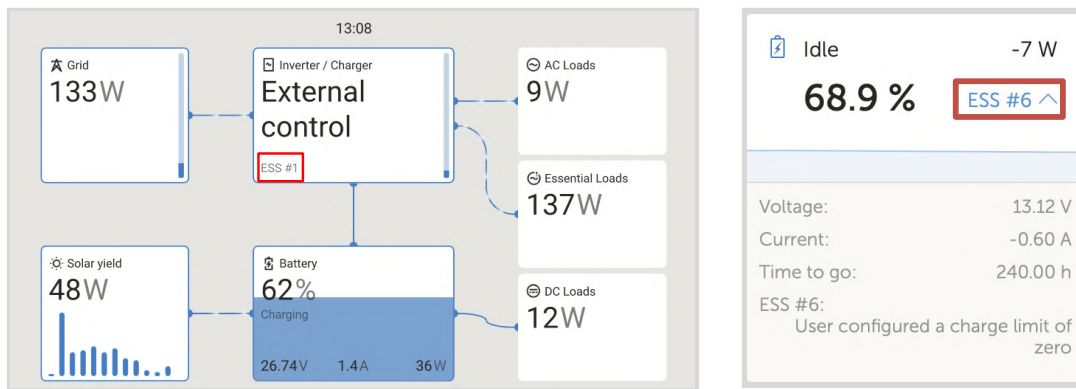 13:08
Grid
133W
Inverter / Charger
External
control
ESS #1
AC Loads
9W
Essential Loads
137W
Solar yield
48W
Battery
62%
Charging
26.74V 1.4A 36W
DC Loads
12W
Idle -7 W
68.9 % ESS #6
Voltage: 13.12 V
Current: -0.60 A
Time to go: 240.00 h
ESS #6:
User configured a charge limit of
zero